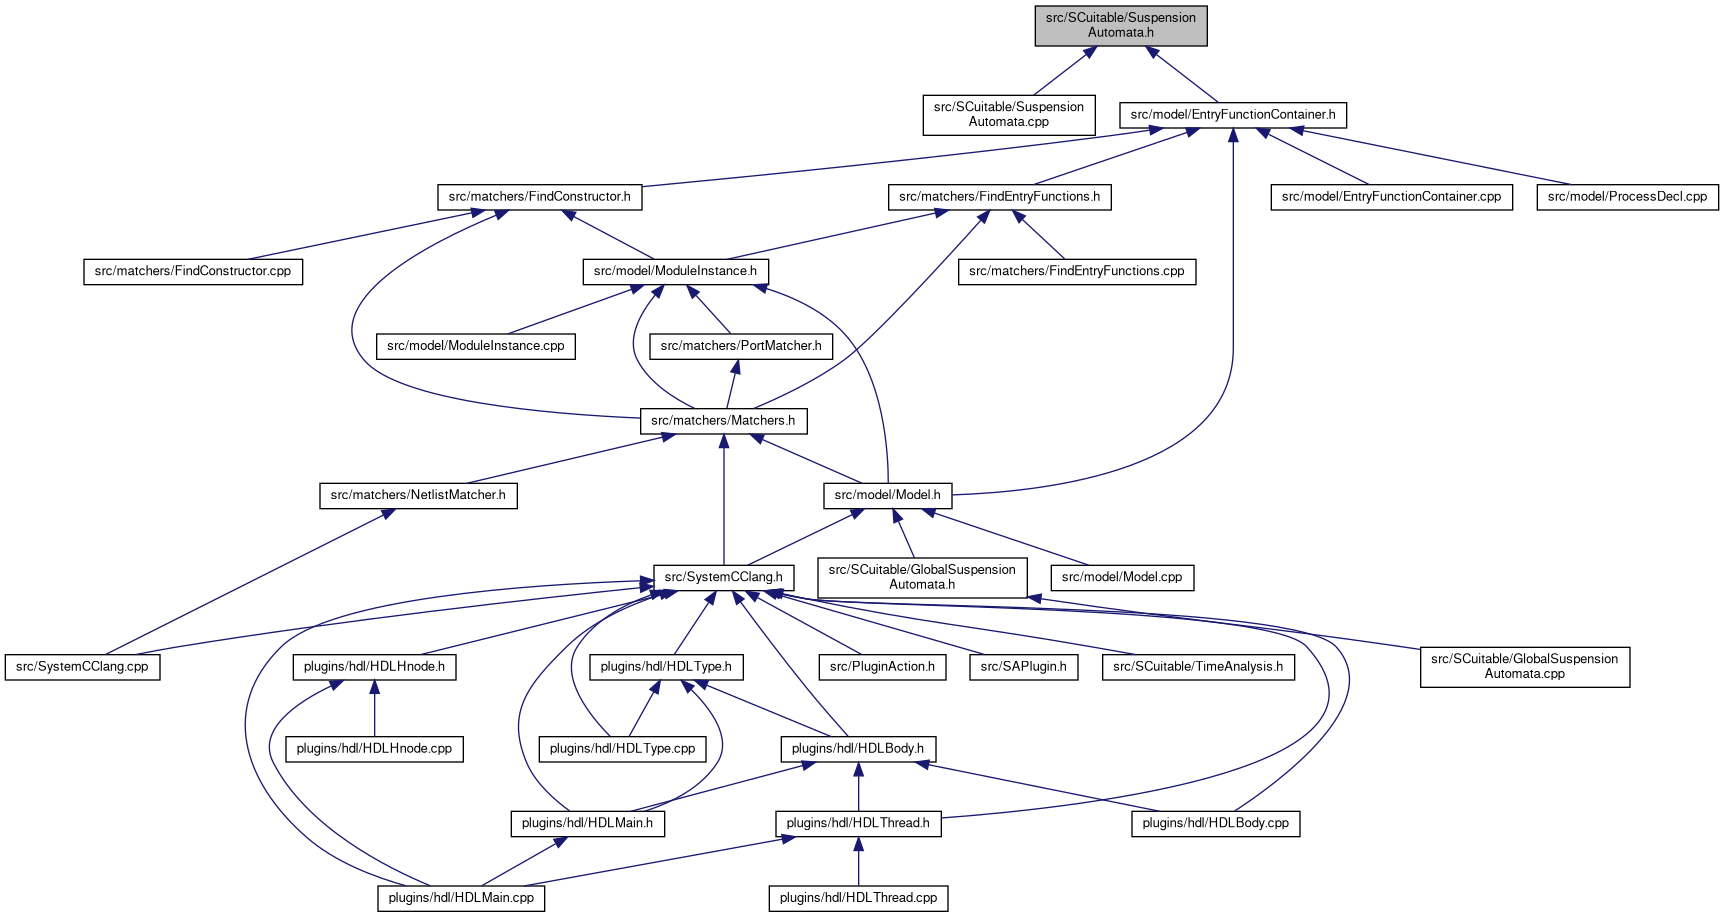 src/SCuitable/Suspension
Automata.h
src/SCuitable/Suspension
Automata.cpp
src/model/EntryFunctionContainer.h
src/matchers/FindConstructor.h
src/matchers/FindEntryFunctions.h
src/model/EntryFunctionContainer.cpp
src/model/ProcessDecl.cpp
src/matchers/FindConstructor.cpp
src/model/ModuleInstance.h
src/matchers/FindEntryFunctions.cpp
src/model/ModuleInstance.cpp
src/matchers/PortMatcher.h
src/matchers/Matchers.h
src/matchers/NetlistMatcher.h
src/model/Model.h
src/SystemCClang.h
src/SCuitable/GlobalSuspension
Automata.h
src/model/Model.cpp
src/SystemCClang.cpp
plugins/hdl/HDLHnode.h
plugins/hdl/HDLType.h
src/PluginAction.h
src/SAPlugin.h
src/SCuitable/TimeAnalysis.h
src/SCuitable/GlobalSuspension
Automata.cpp
plugins/hdl/HDLHnode.cpp
plugins/hdl/HDLType.cpp
plugins/hdl/HDLBody.h
plugins/hdl/HDLMain.h
plugins/hdl/HDLThread.h
plugins/hdl/HDLBody.cpp
plugins/hdl/HDLMain.cpp
plugins/hdl/HDLThread.cpp